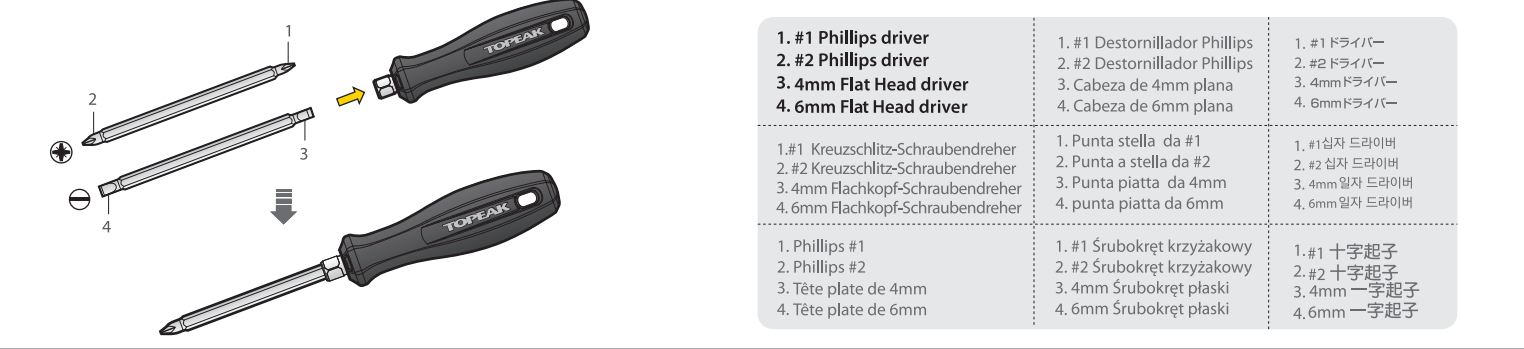 1
2
3
4
TOPEAK
TOPEAK
1. #1 Phillips driver
2. #2 Phillips driver
3. 4mm Flat Head driver
4. 6mm Flat Head driver
1. #1 Destornillador Phillips
2. #2 Destornillador Phillips
3. Cabeza de 4mm plana
4. Cabeza de 6mm plana
1. #1ドライバー
2. #2ドライバー
3. 4mmドライバー
4. 6mmドライバー
1.#1 Kreuzschlitz-Schraubendreher
2. #2 Kreuzschlitz-Schraubendreher
3. 4mm Flachkopf-Schraubendreher
4. 6mm Flachkopf-Schraubendreher
1. Punta stella da #1
2. Punta a stella da #2
3. Punta piatta da 4mm
4. punta piatta da 6mm
1. #1십자 드라이버
2. #2 십자 드라이버
3. 4mm 일자 드라이버
4. 6mm 일자 드라이버
1. Phillips #1
2. Phillips #2
3. Tête plate de 4mm
4. Tête plate de 6mm
1. #1 Śrubokręt krzyżakowy
2. #2 Śrubokręt krzyżakowy
3. 4mm Śrubokręt płaski
4. 6mm Śrubokręt płaski
1. #1 十字起子
2. #2 十字起子
3. 4mm 一字起子
4. 6mm 一字起子